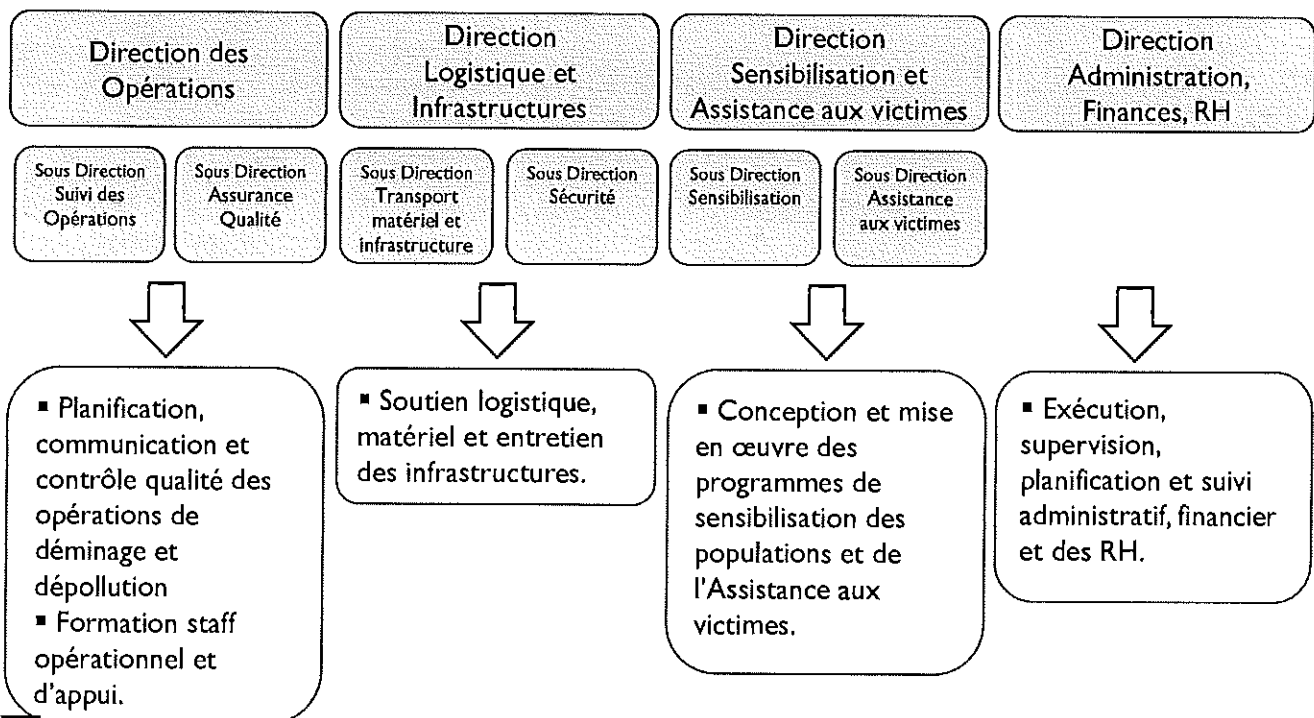 Direction des
Opérations
Direction
Logistique et
Infrastructures
Direction
Sensibilisation et
Assistance aux victimes
Direction
Administration,
Finances, RH
Sous Direction
Suivi des
Opérations
Sous Direction
Assurance
Qualité
Sous Direction
Transport
matériel et
infrastructure
Sous Direction
Sécurité
Sous Direction
Sensibilisation
Sous Direction
Assistance
aux victimes
▪ Planification,
communication et
contrôle qualité des
opérations de
déminage et
dépollution
▪ Formation staff
opérationnel et
d'appui.
▪ Soutien logistique,
matériel et entretien
des infrastructures.
▪ Conception et mise
en œuvre des
programmes de
sensibilisation des
populations et de
l'Assistance aux
victimes.
▪ Exécution,
supervision,
planification et suivi
administratif, financier
et des RH.